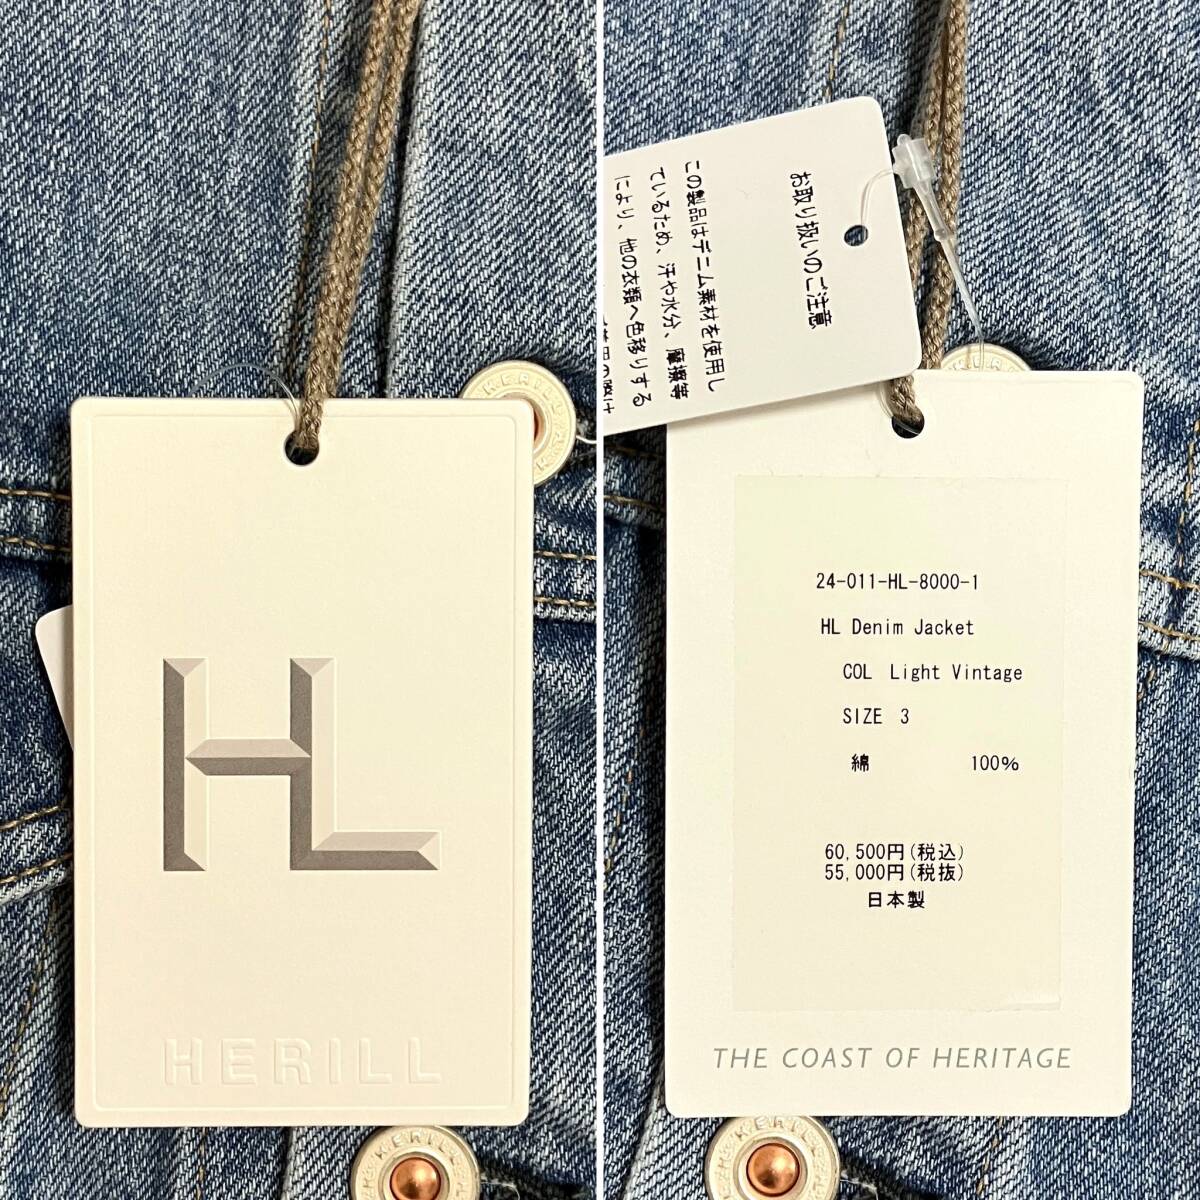 HL
HERILL
HERILL
HERILL
お取り扱いのご注意
この製品はデニム素材を使用し
ているため、汗や水分、摩擦等
により、他の衣類へ色移りする
24-011-HL-8000-1
HL Denim Jacket
COL Light Vintage
SIZE 3
綿 100%
60,500円(税込)
55,000円(税抜)
日本製
THE COAST OF HERITAGE
HERILL